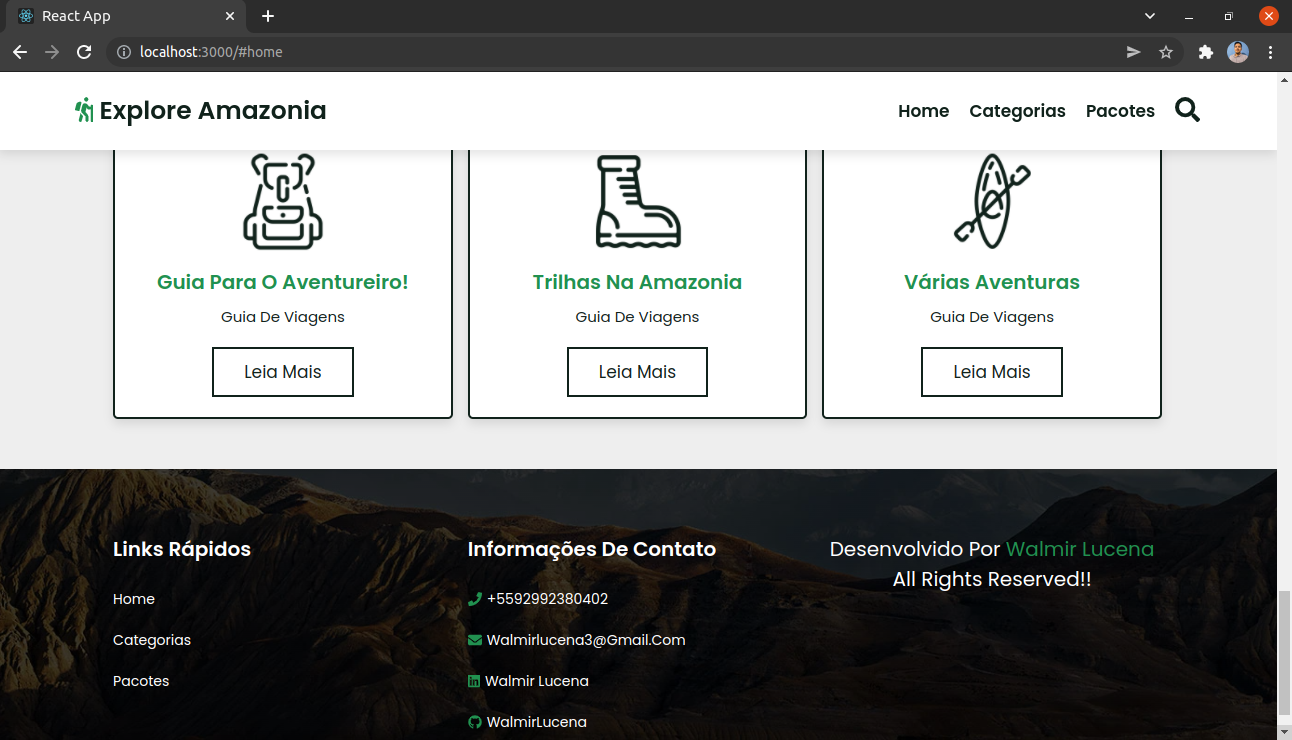 React App
localhost:3000/#home
Explore Amazonia
Home Categorias Pacotes
Guia Para O Aventureiro!
Guia De Viagens
Leia Mais
Trilhas Na Amazonia
Guia De Viagens
Leia Mais
Várias Aventuras
Guia De Viagens
Leia Mais
Links Rápidos
Home
Categorias
Pacotes
Informações De Contato
+5592992380402
Walmirlucena3@Gmail.Com
Walmir Lucena
WalmirLucena
Desenvolvido Por Walmir Lucena
All Rights Reserved!!